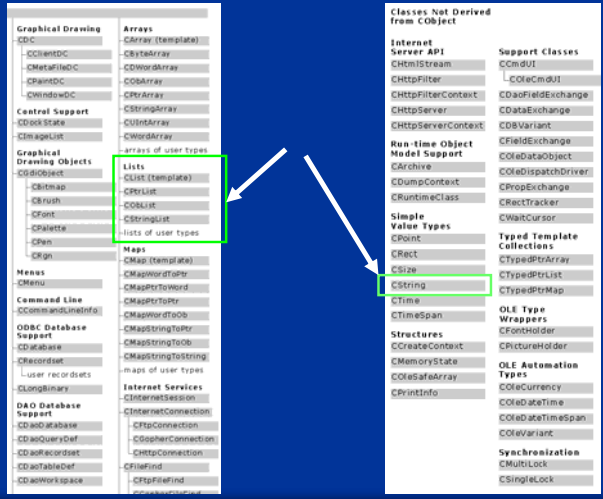 Graphical Drawing
CDC
CClientDC
CMetaFileDC
CPaintDC
CWindowDC
Control Support
CDockState
CImageList
Graphical
Drawing Objects
CGdiObject
CBitmap
CBrush
CFont
CPalette
CPen
CRgn
Menus
CMenu
Command Line
CCommandLineInfo
ODBC Database
Support
CDatabase
CRecordset
user recordsets
CLongBinary
DAO Database
Support
CDaoDatabase
CDaoQueryDef
CDaoRecordset
CDaoTableDef
CDaoWorkspace
Arrays
CArray (template)
CByteArray
CDWordArray
CObArray
CPtrArray
CStringArray
CUIntArray
CWordArray
arrays of user types
Lists
CList (template)
CPtrList
CObList
CStringList
lists of user types
Maps
CMap (template)
CMapWordToPtr
CMapPtrToWord
CMapPtrToPtr
CMapWordToOb
CMapStringToPtr
CMapStringToOb
CMapStringToString
maps of user types
Internet Services
CInternetSession
CInternetConnection
CFtpConnection
CGopherConnection
CHttpConnection
CFileFind
CFtpFileFind
CGopherFileFind
Classes Not Derived
from CObject
Internet
Server API
CHtmlStream
CHttpFilter
CHttpFilterContext
CHttpServer
CHttpServerContext
Run-time Object
Model Support
CArchive
CDumpContext
CRuntimeClass
Simple
Value Types
CPoint
CRect
CSize
CString
CTime
CTimeSpan
Structures
CCreateContext
CMemoryState
COleSafeArray
CPrintInfo
Support Classes
CCmdUI
COleCmdUI
CDaoFieldExchange
CDataExchange
CDBVariant
CFieldExchange
COleDataObject
COleDispatchDriver
CPropExchange
CRectTracker
CWaitCursor
Typed Template
Collections
CTypedPtrArray
CTypedPtrList
CTypedPtrMap
OLE Type
Wrappers
CFontHolder
CPictureHolder
OLE Automation
Types
COleCurrency
COleDateTime
COleDateTimeSpan
COleVariant
Synchronization
CMultiLock
CSingleLock